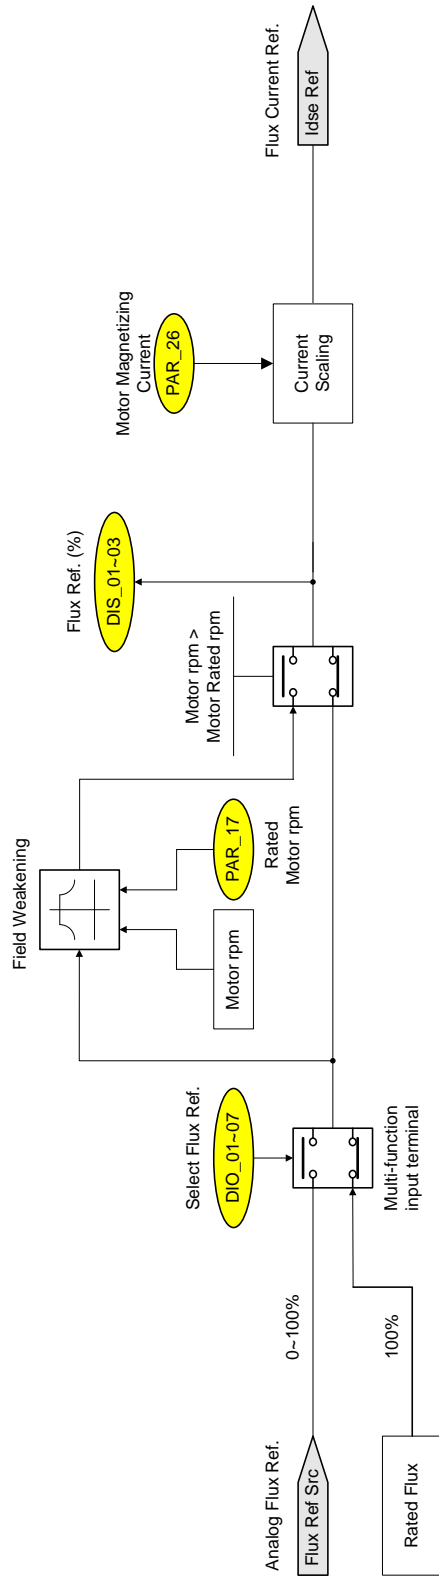 Analog Flux Ref.
Flux Ref Src
0~100%
Rated Flux
100%
Select Flux Ref.
DIO_01~07
Multi-function
input terminal
Field Weakening
Motor rpm
PAR_17
Rated
Motor rpm
Motor rpm >
Motor Rated rpm
Flux Ref. (%)
DIS_01~03
Motor Magnetizing
Current
PAR_26
Current
Scaling
Flux Current Ref.
Idse Ref